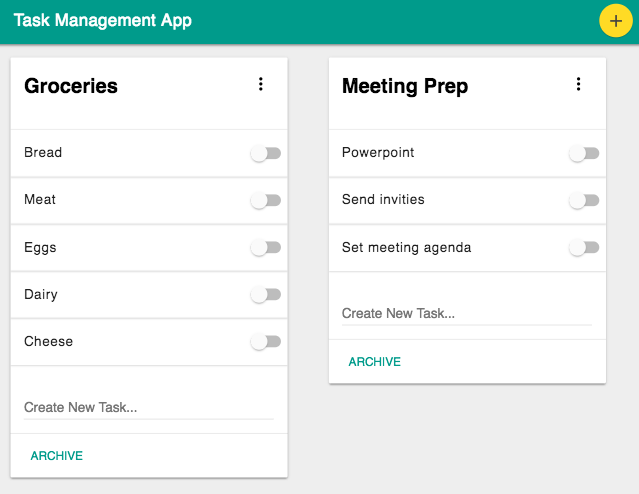 Task Management App
Groceries
Bread
Meat
Eggs
Dairy
Cheese
Create New Task...
ARCHIVE
Meeting Prep
Powerpoint
Send invities
Set meeting agenda
Create New Task...
ARCHIVE